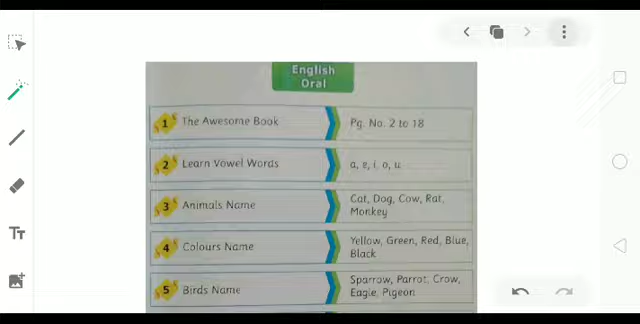 English
Oral
1 The Awesome Book Pg. No. 2 to 18
2 Learn Vowel Words a, e, i, o, u
3 Animals Name Cat, Dog, Cow, Rat,
Monkey
4 Colours Name Yellow, Green, Red, Blue,
Black
5 Birds Name Sparrow, Parrot, Crow,
Eagle, Pigeon
Tт